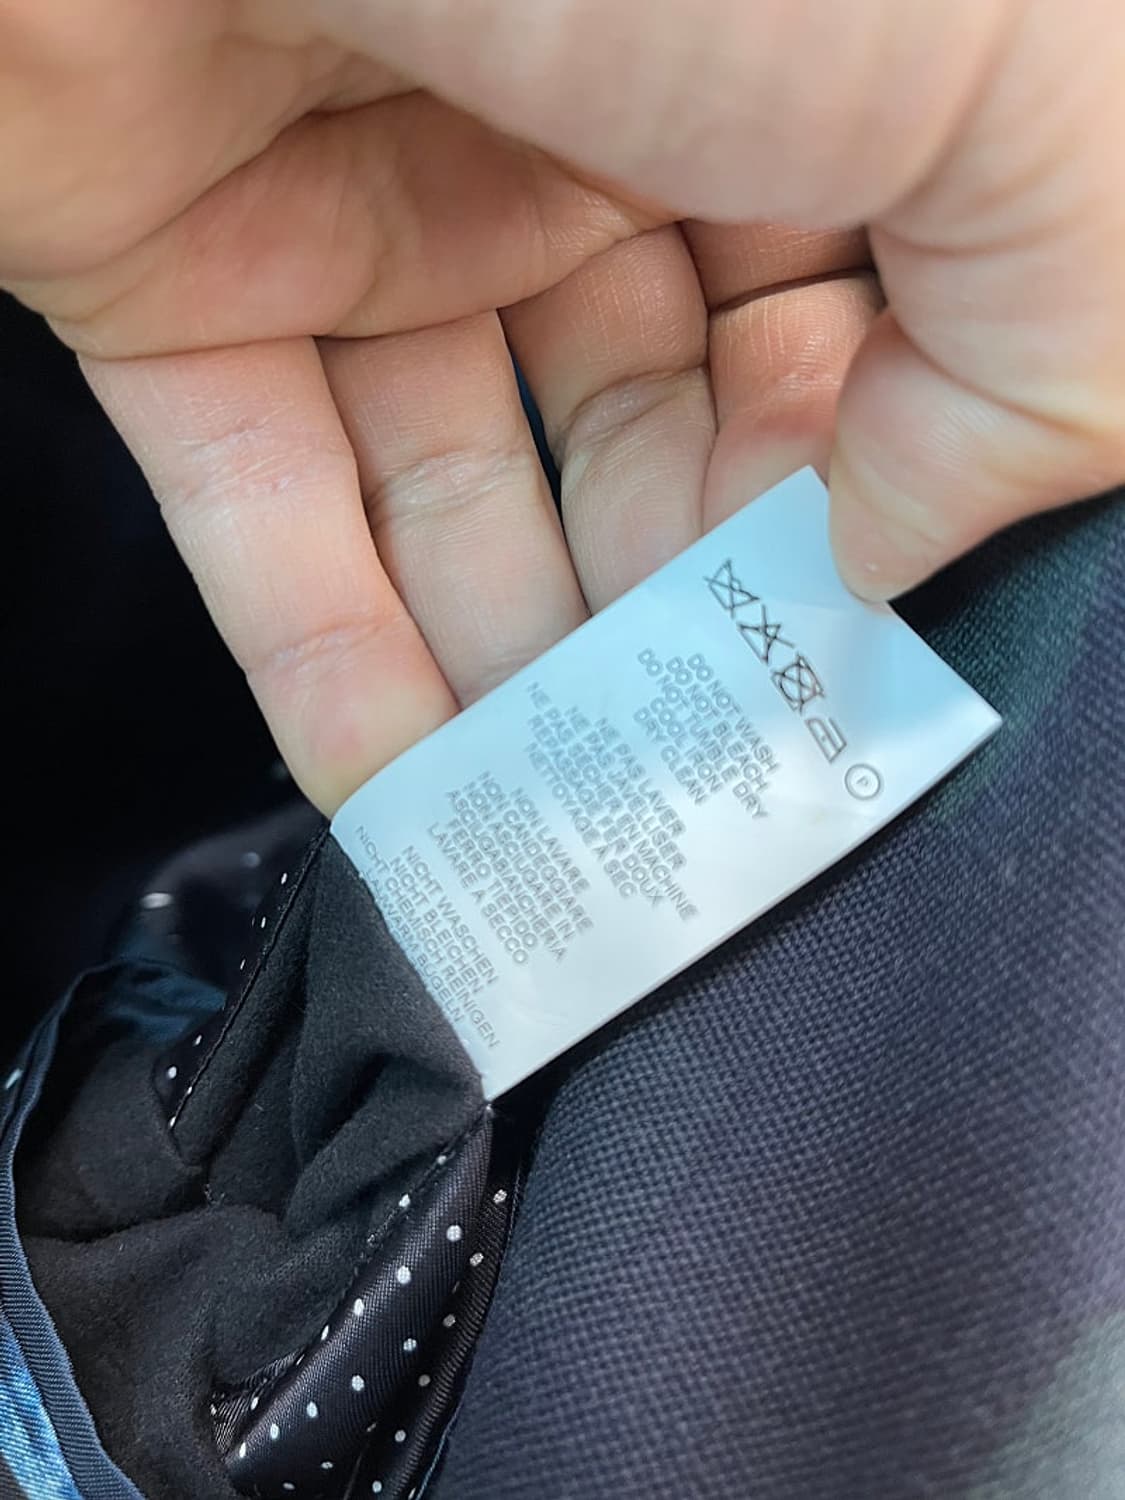 P
DO NOT WASH
DO NOT BLEACH
DO NOT TUMBLE DRY
COOL IRON
DRY CLEAN
NE PAS LAVER
NE PAS JAVELLISER
NE PAS SECHER EN MACHINE
REPASSAGE FER DOUX
NETTOYAGE A SEC
NON LAVARE
NON CANDEGGIARE
NON ASCIUGARE IN
ASCIUGABIANCHERIA
FERRO TIEPIDO
LAVARE A SECCO
NICHT WASCHEN
NICHT BLEICHEN
NICHT CHEMISCH REINIGEN
BÜGELN